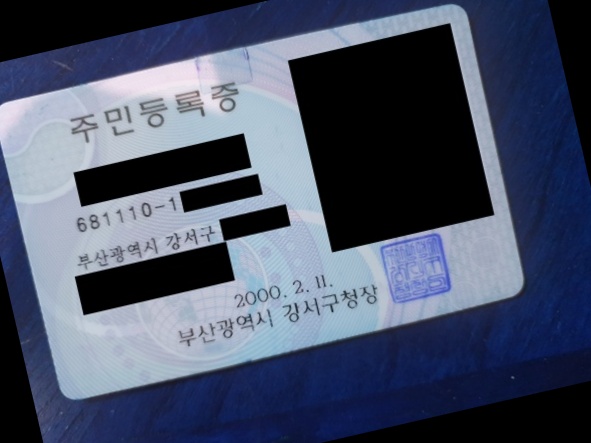 주민등록증
681110-1
부산광역시 강서구
2000. 2. 11.
부산광역시 강서구청장